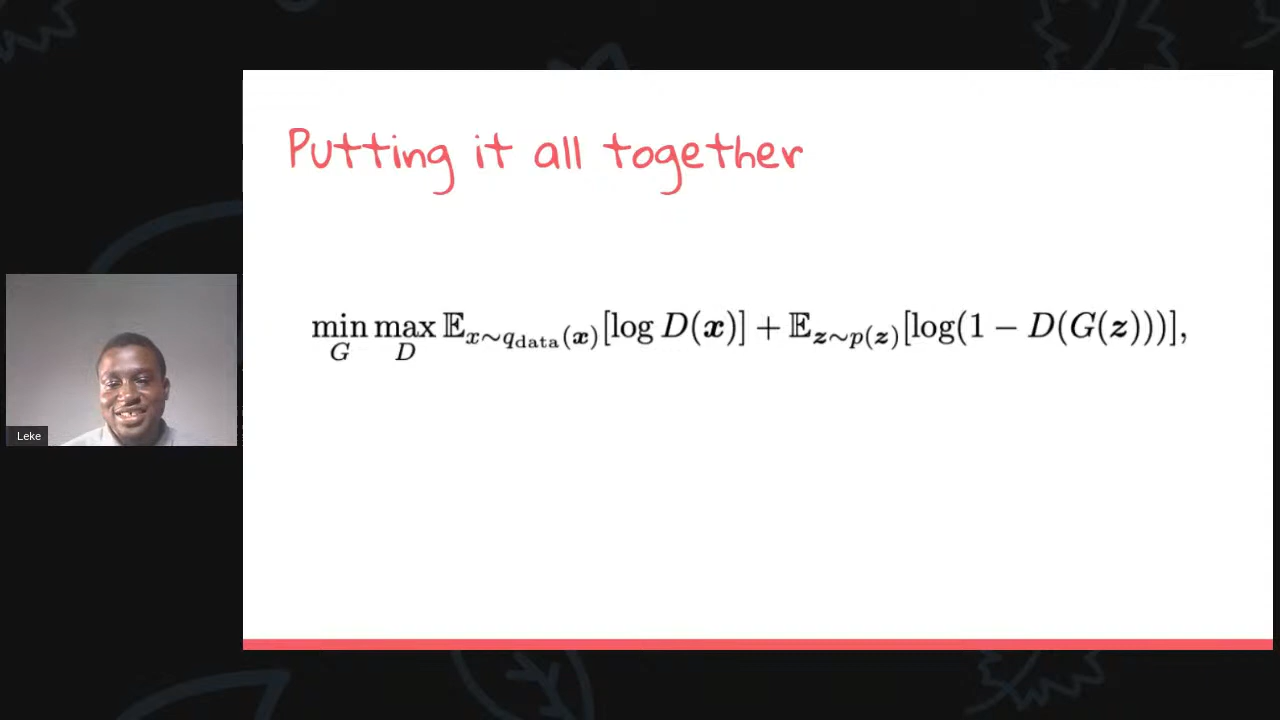 Putting it all together
min max 𝔼_{x∼q_data(𝒙)}[log D(𝒙)] + 𝔼_{𝒛∼p(𝒛)}[log(1 − D(G(𝒛)))],
G D
Leke